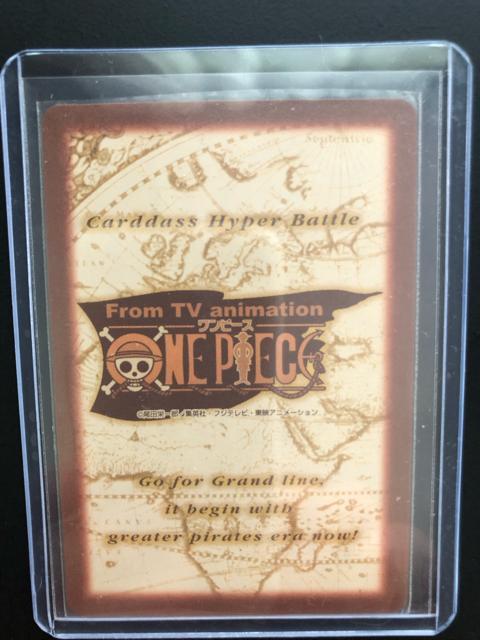 Septentrio
Carddass Hyper Battle
From TV animation
ワンピース
ONE PIECE
©尾田栄一郎/集英社・フジテレビ・東映アニメーション
Go for Grand line,
it begin with
greater pirates era now!